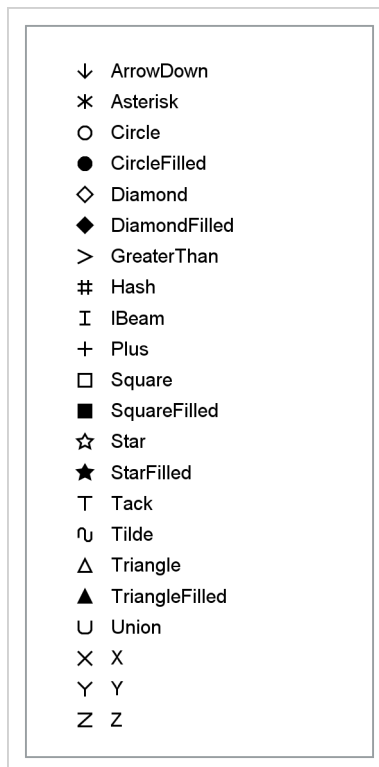 ArrowDown
Asterisk
Circle
CircleFilled
Diamond
DiamondFilled
GreaterThan
Hash
IBeam
Plus
Square
SquareFilled
Star
StarFilled
Tack
Tilde
Triangle
TriangleFilled
Union
X
Y
Z